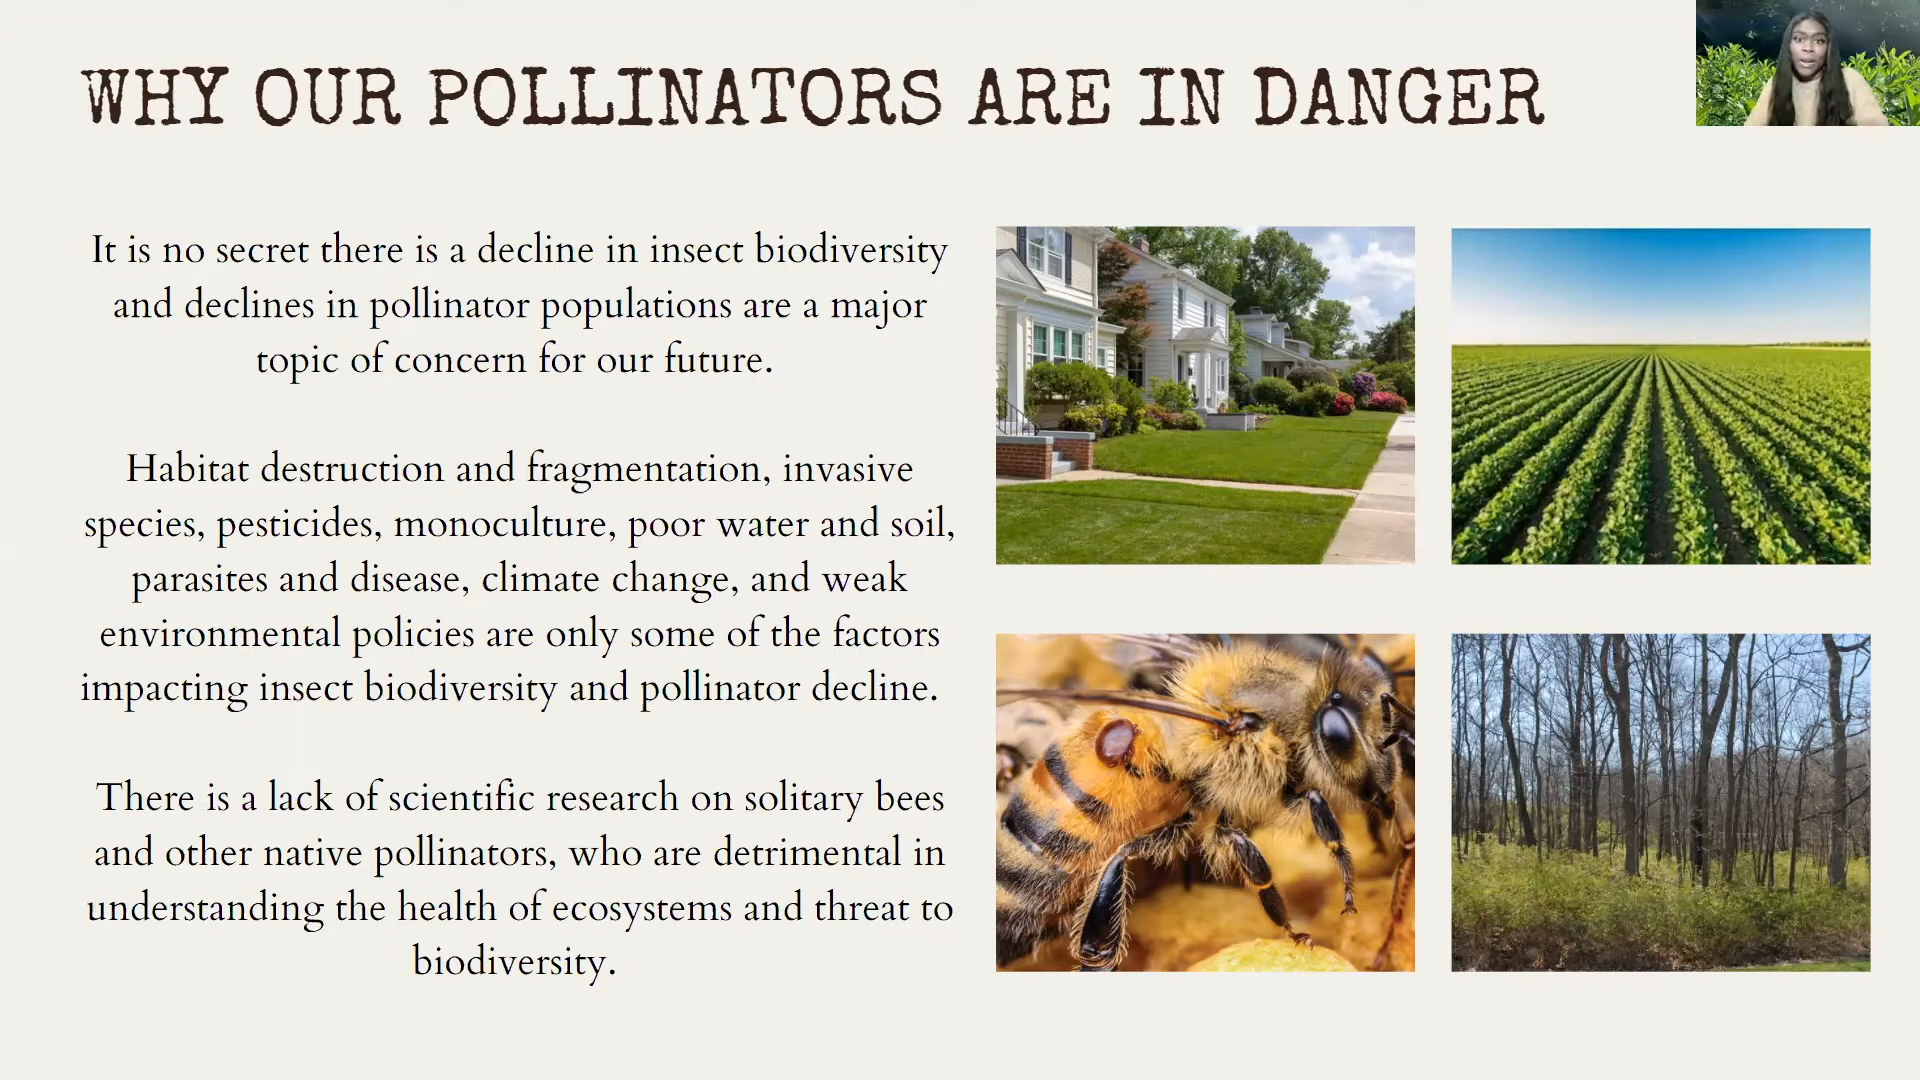 WHY OUR POLLINATORS ARE IN DANGER
It is no secret there is a decline in insect biodiversity
and declines in pollinator populations are a major
topic of concern for our future.
Habitat destruction and fragmentation, invasive
species, pesticides, monoculture, poor water and soil,
parasites and disease, climate change, and weak
environmental policies are only some of the factors
impacting insect biodiversity and pollinator decline.
There is a lack of scientific research on solitary bees
and other native pollinators, who are detrimental in
understanding the health of ecosystems and threat to
biodiversity.